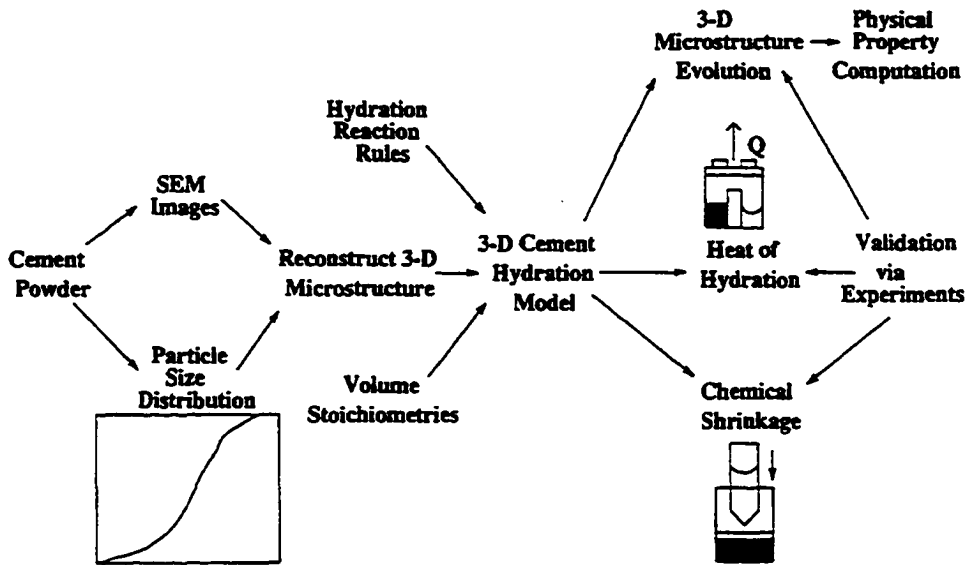 Cement
Powder
SEM
Images
Particle
Size
Distribution
Reconstruct 3-D
Microstructure
Hydration
Reaction
Rules
Volume
Stoichiometries
3-D Cement
Hydration
Model
3-D
Microstructure
Evolution
Physical
Property
Computation
Q
Heat of
Hydration
Validation
via
Experiments
Chemical
Shrinkage